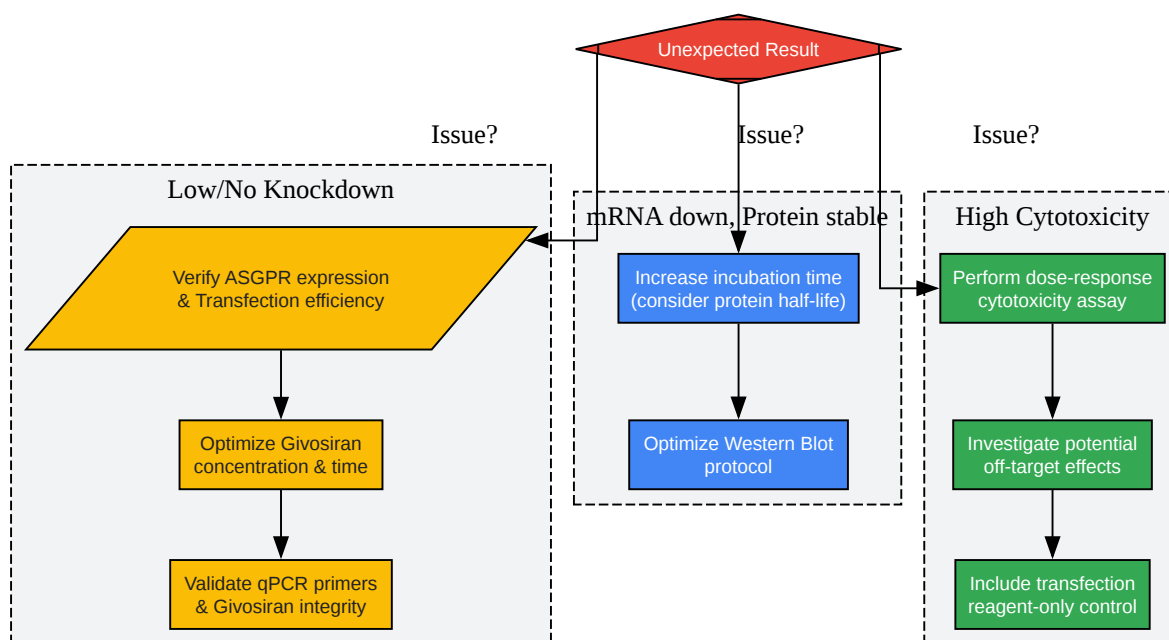 Unexpected Result
Issue?
Issue?
Issue?
Low/No Knockdown
Verify ASGPR expression
& Transfection efficiency
Optimize Givosiran
concentration & time
Validate qPCR primers
& Givosiran integrity
mRNA down, Protein stable
Increase incubation time
(consider protein half-life)
Optimize Western Blot
protocol
High Cytotoxicity
Perform dose-response
cytotoxicity assay
Investigate potential
off-target effects
Include transfection
reagent-only control